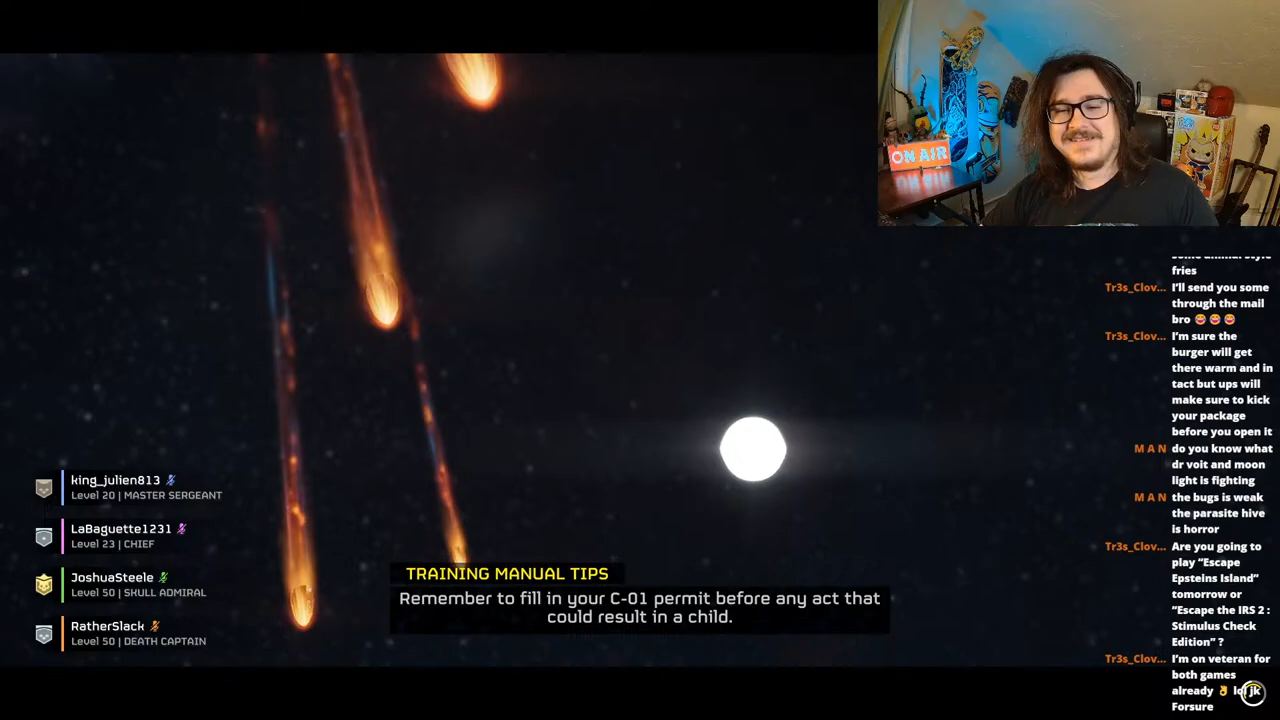 ON AIR
some animal style
fries
Tr3s_Clov... I'll send you some
through the mail
bro 😍 😍 😍
Tr3s_Clov... I'm sure the
burger will get
there warm and in
tact but ups will
make sure to kick
your package
before you open it
M A N do you know what
dr voit and moon
light is fighting
M A N the bugs is weak
the parasite hive
is horror
Tr3s_Clov... Are you going to
play “Escape
Epsteins Island”
tomorrow or
“Escape the IRS 2 :
Stimulus Check
Edition” ?
Tr3s_Clov... I'm on veteran for
both games
already 👌 lol jk
Forsure
king_julien813
Level 20 | MASTER SERGEANT
LaBaguette1231
Level 23 | CHIEF
JoshuaSteele
Level 50 | SKULL ADMIRAL
RatherSlack
Level 50 | DEATH CAPTAIN
TRAINING MANUAL TIPS
Remember to fill in your C-01 permit before any act that
could result in a child.